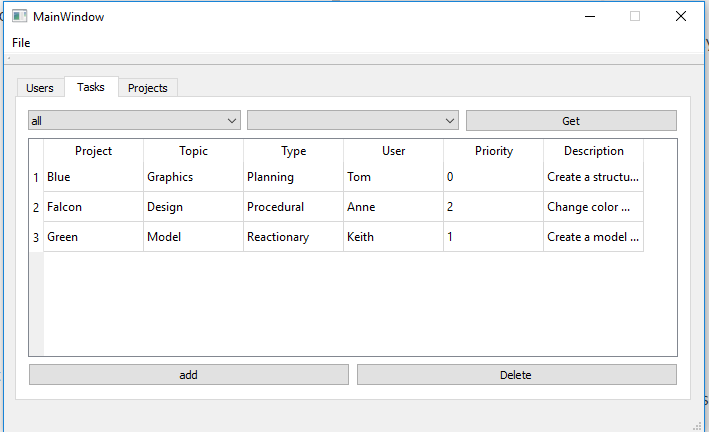 MainWindow
File
Users Tasks Projects
all Get
Project Topic Type User Priority Description
1 Blue Graphics Planning Tom 0 Create a structu...
2 Falcon Design Procedural Anne 2 Change color ...
3 Green Model Reactionary Keith 1 Create a model ...
add Delete